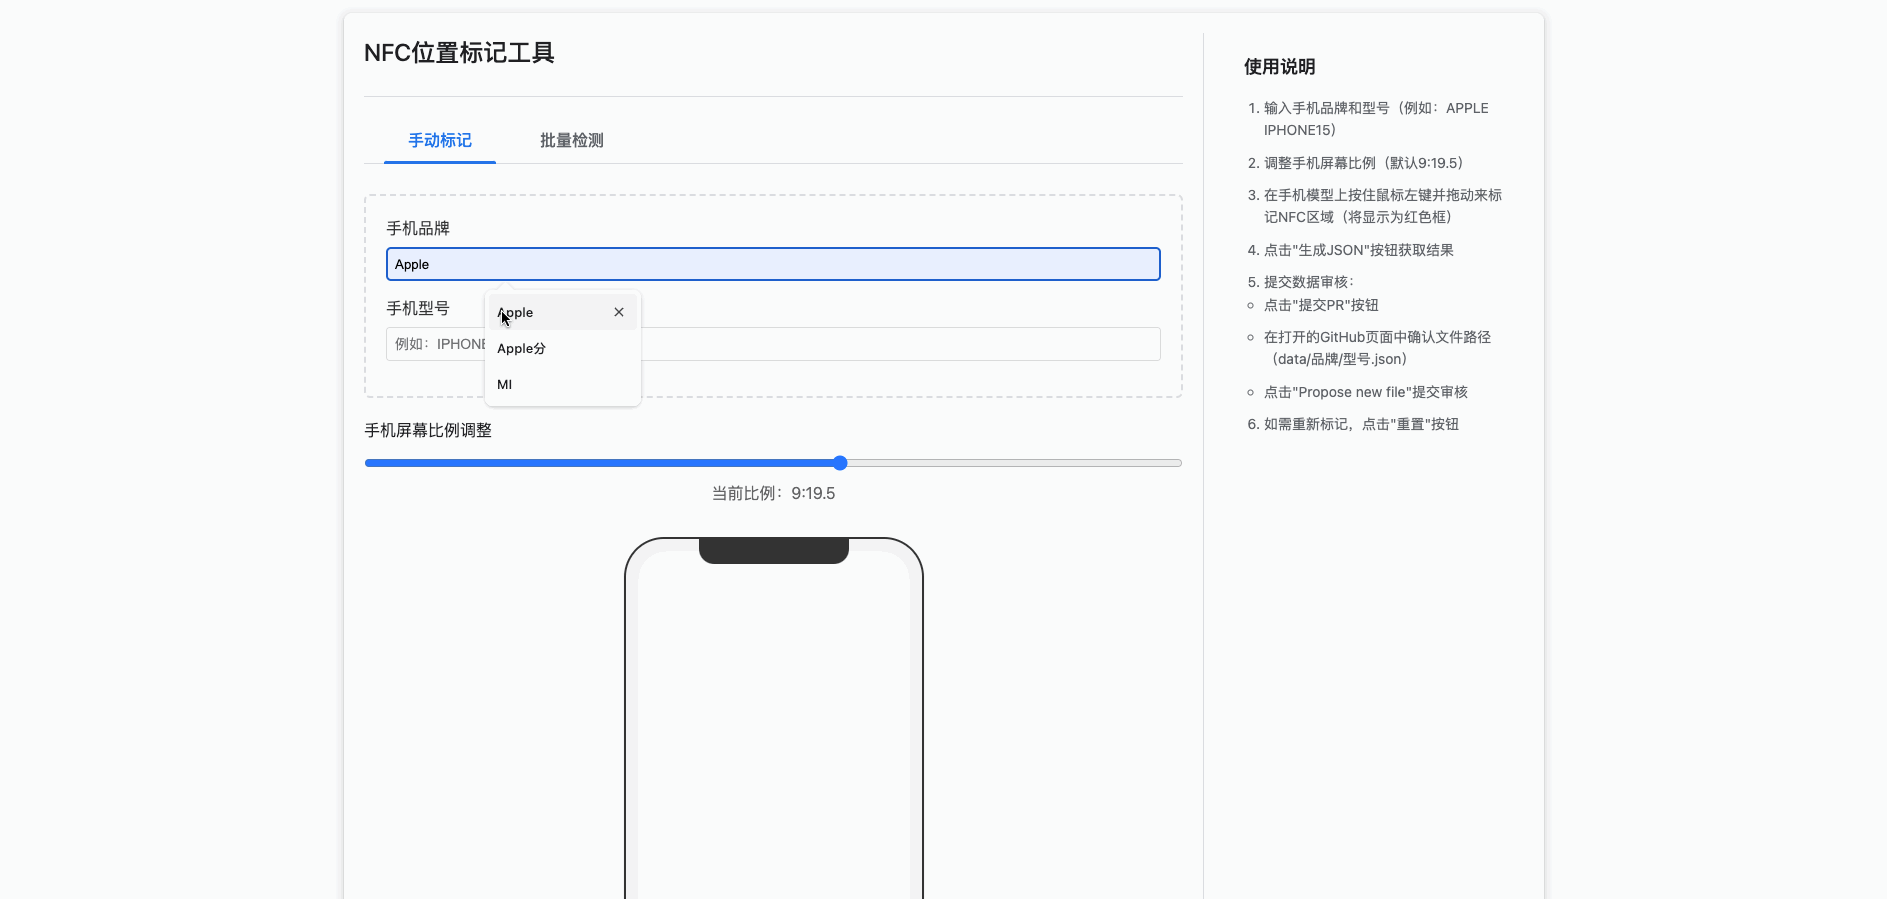 NFC位置标记工具
手动标记
批量检测
手机品牌
Apple
手机型号
例如：IPHONE
Apple
Apple分
MI
手机屏幕比例调整
当前比例：9:19.5
使用说明
1. 输入手机品牌和型号（例如：APPLE
IPHONE15）
2. 调整手机屏幕比例（默认9:19.5）
3. 在手机模型上按住鼠标左键并拖动来标
记NFC区域（将显示为红色框）
4. 点击"生成JSON"按钮获取结果
5. 提交数据审核：
点击"提交PR"按钮
在打开的GitHub页面中确认文件路径
（data/品牌/型号.json）
点击"Propose new file"提交审核
6. 如需重新标记，点击"重置"按钮